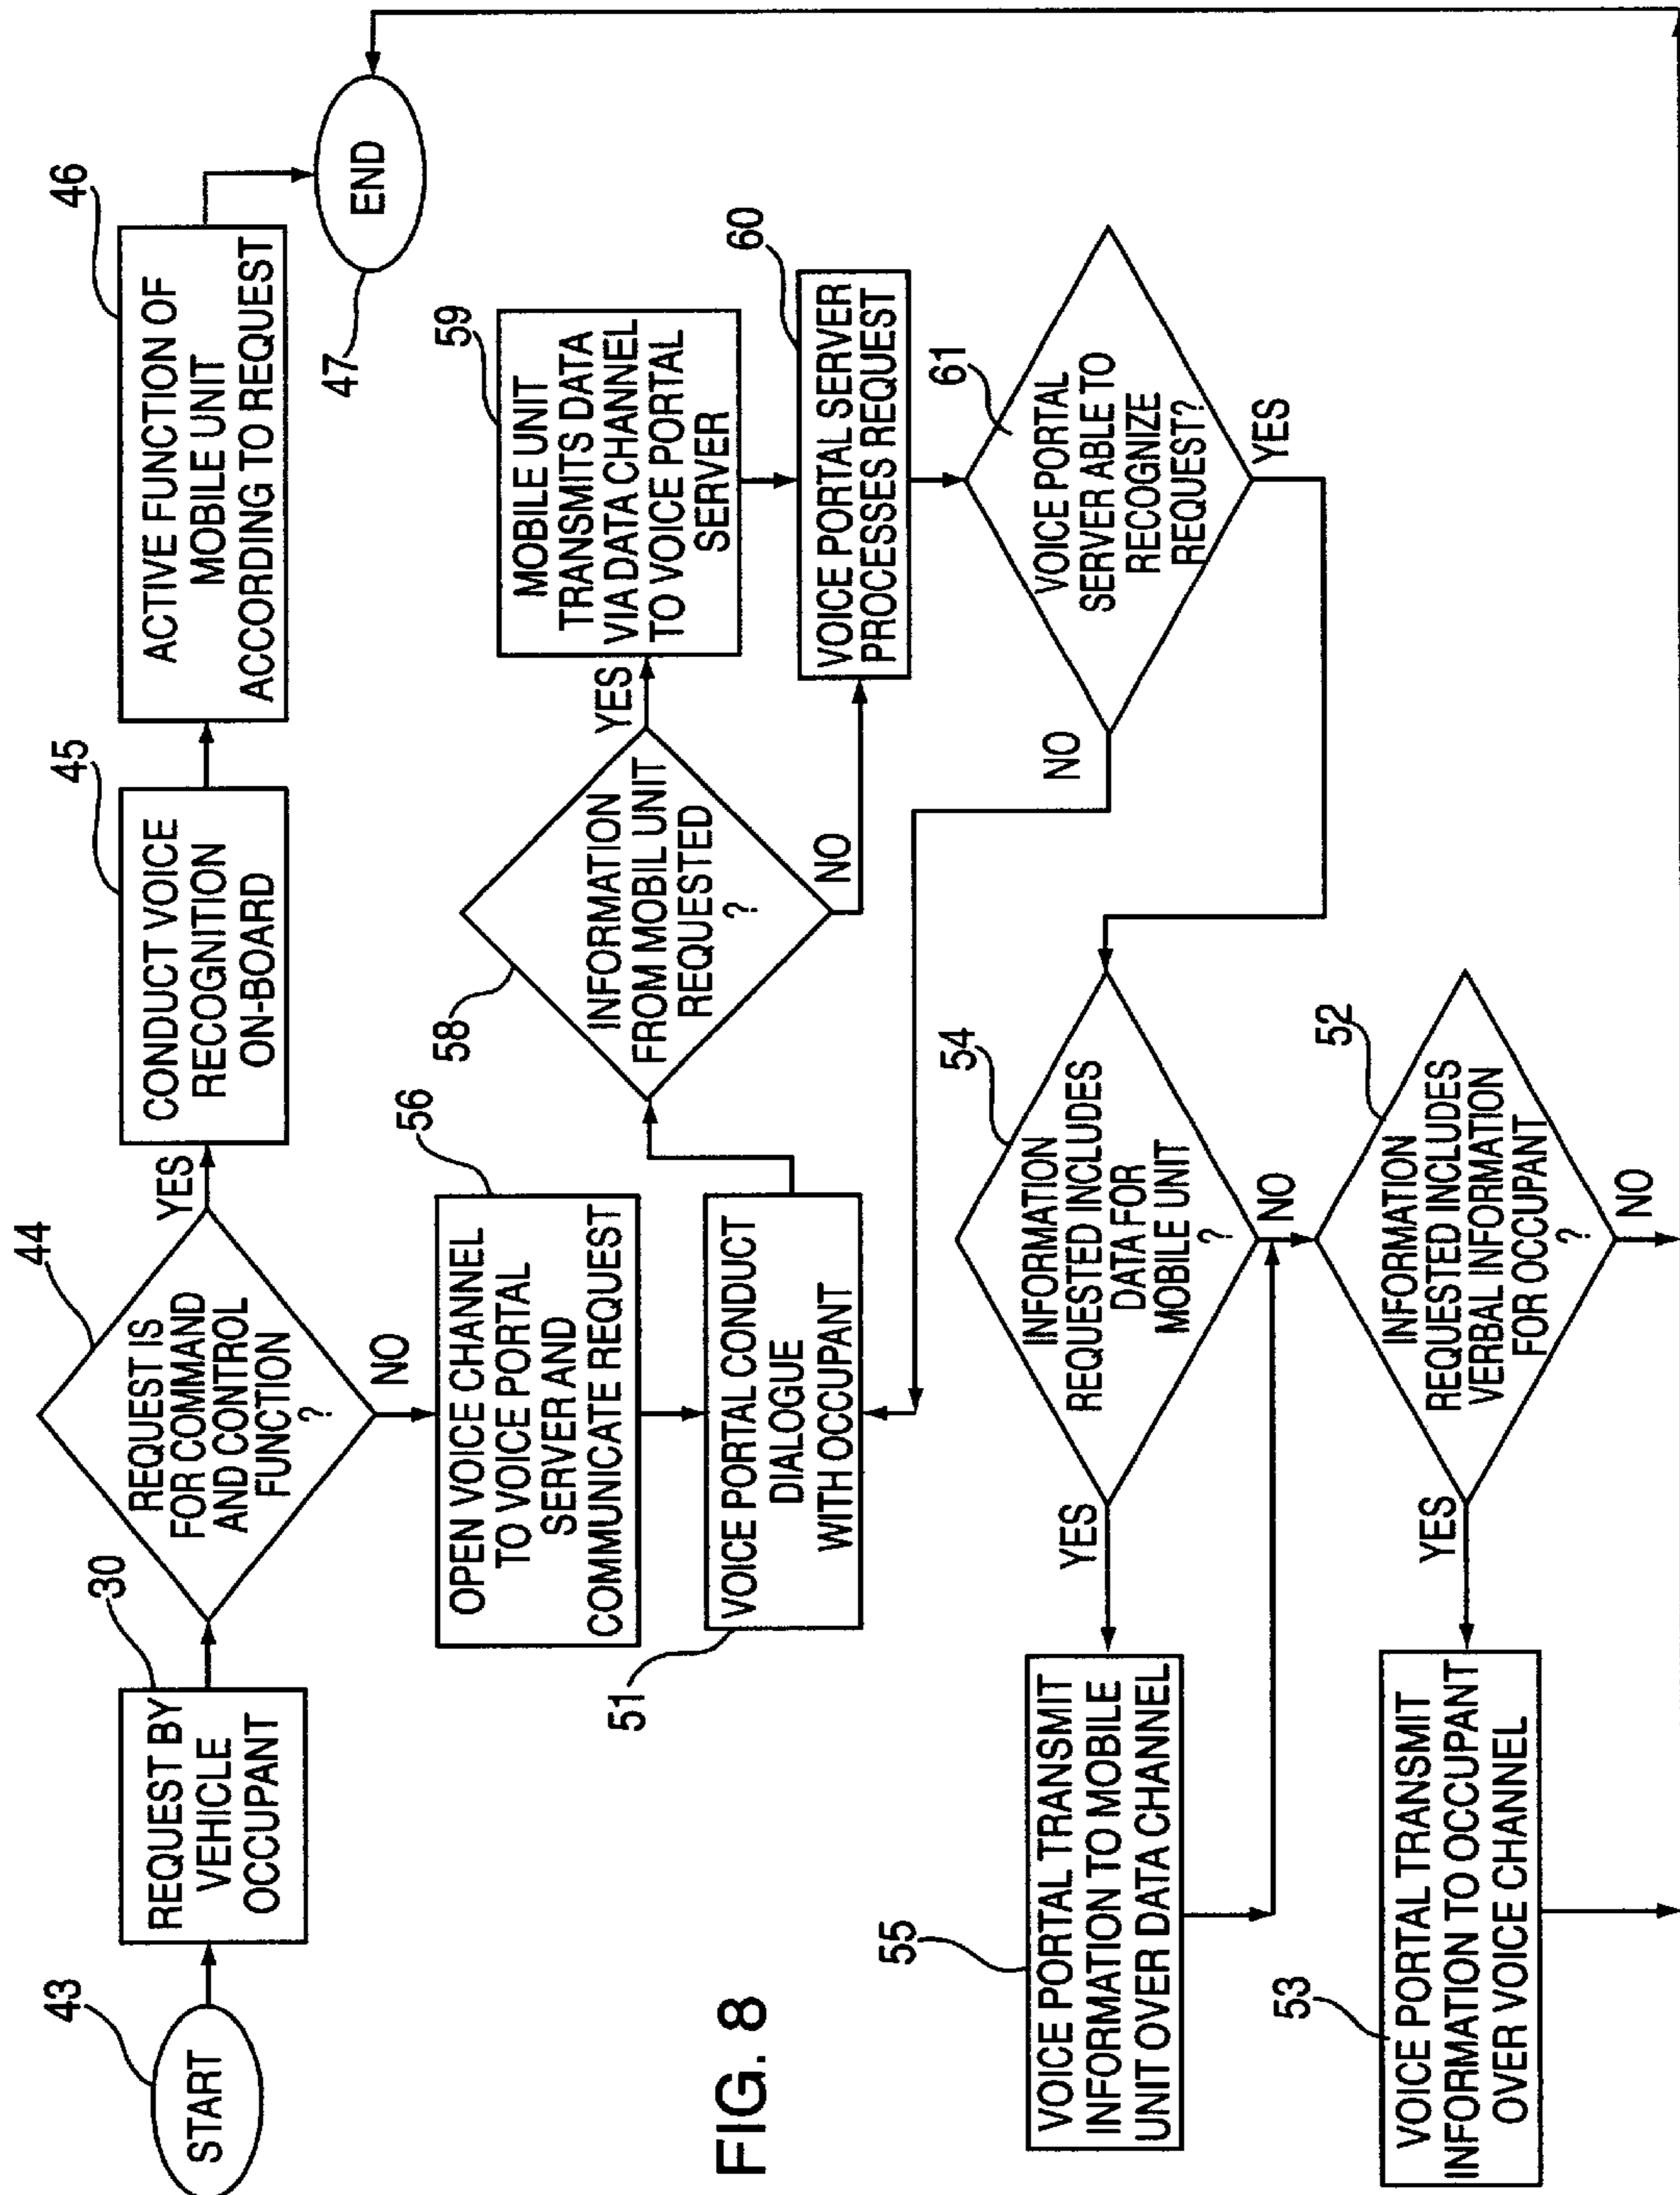 43
START
30
REQUEST BY
VEHICLE
OCCUPANT
44
REQUEST IS
FOR COMMAND
AND CONTROL
FUNCTION
?
YES
NO
45
CONDUCT VOICE
RECOGNITION
ON-BOARD
46
ACTIVE FUNCTION OF
MOBILE UNIT
ACCORDING TO REQUEST
END
47
56
OPEN VOICE CHANNEL
TO VOICE PORTAL
SERVER AND
COMMUNICATE REQUEST
51
VOICE PORTAL CONDUCT
DIALOGUE
WITH OCCUPANT
58
INFORMATION
FROM MOBIL UNIT
REQUESTED
?
YES
NO
59
MOBILE UNIT
TRANSMITS DATA
VIA DATA CHANNEL
TO VOICE PORTAL
SERVER
60
VOICE PORTAL SERVER
PROCESSES REQUEST
61
VOICE PORTAL
SERVER ABLE TO
RECOGNIZE
REQUEST?
NO
YES
54
INFORMATION
REQUESTED INCLUDES
DATA FOR
MOBILE UNIT
?
YES
NO
55
VOICE PORTAL TRANSMIT
INFORMATION TO MOBILE
UNIT OVER DATA CHANNEL
52
INFORMATION
REQUESTED INCLUDES
VERBAL INFORMATION
FOR OCCUPANT
?
YES
NO
53
VOICE PORTAL TRANSMIT
INFORMATION TO OCCUPANT
OVER VOICE CHANNEL
FIG. 8